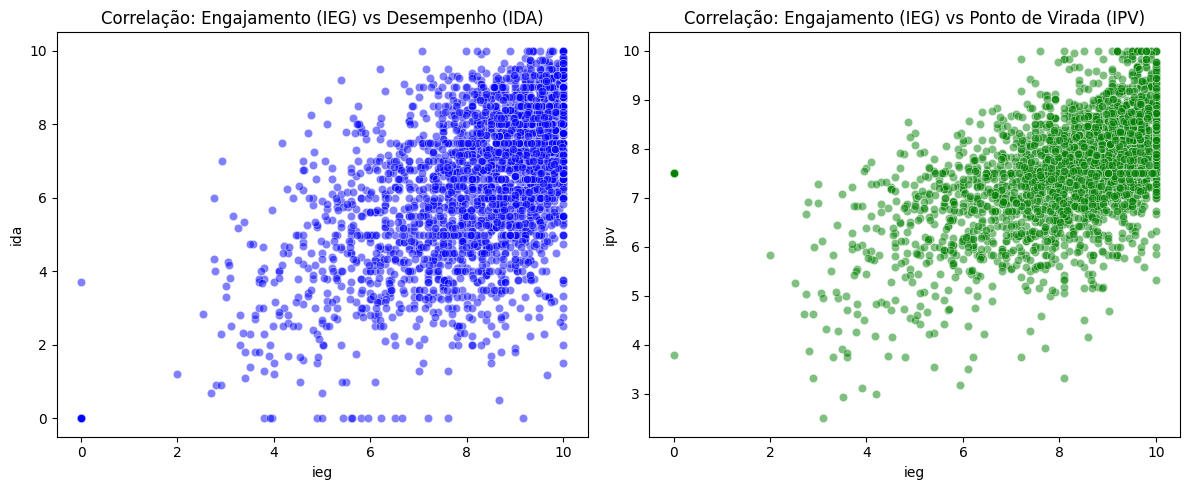 Correlação: Engajamento (IEG) vs Desempenho (IDA)
10
8
6
4
2
0
ida
0 2 4 6 8 10
ieg
Correlação: Engajamento (IEG) vs Ponto de Virada (IPV)
10
9
8
7
6
5
4
3
ipv
0 2 4 6 8 10
ieg